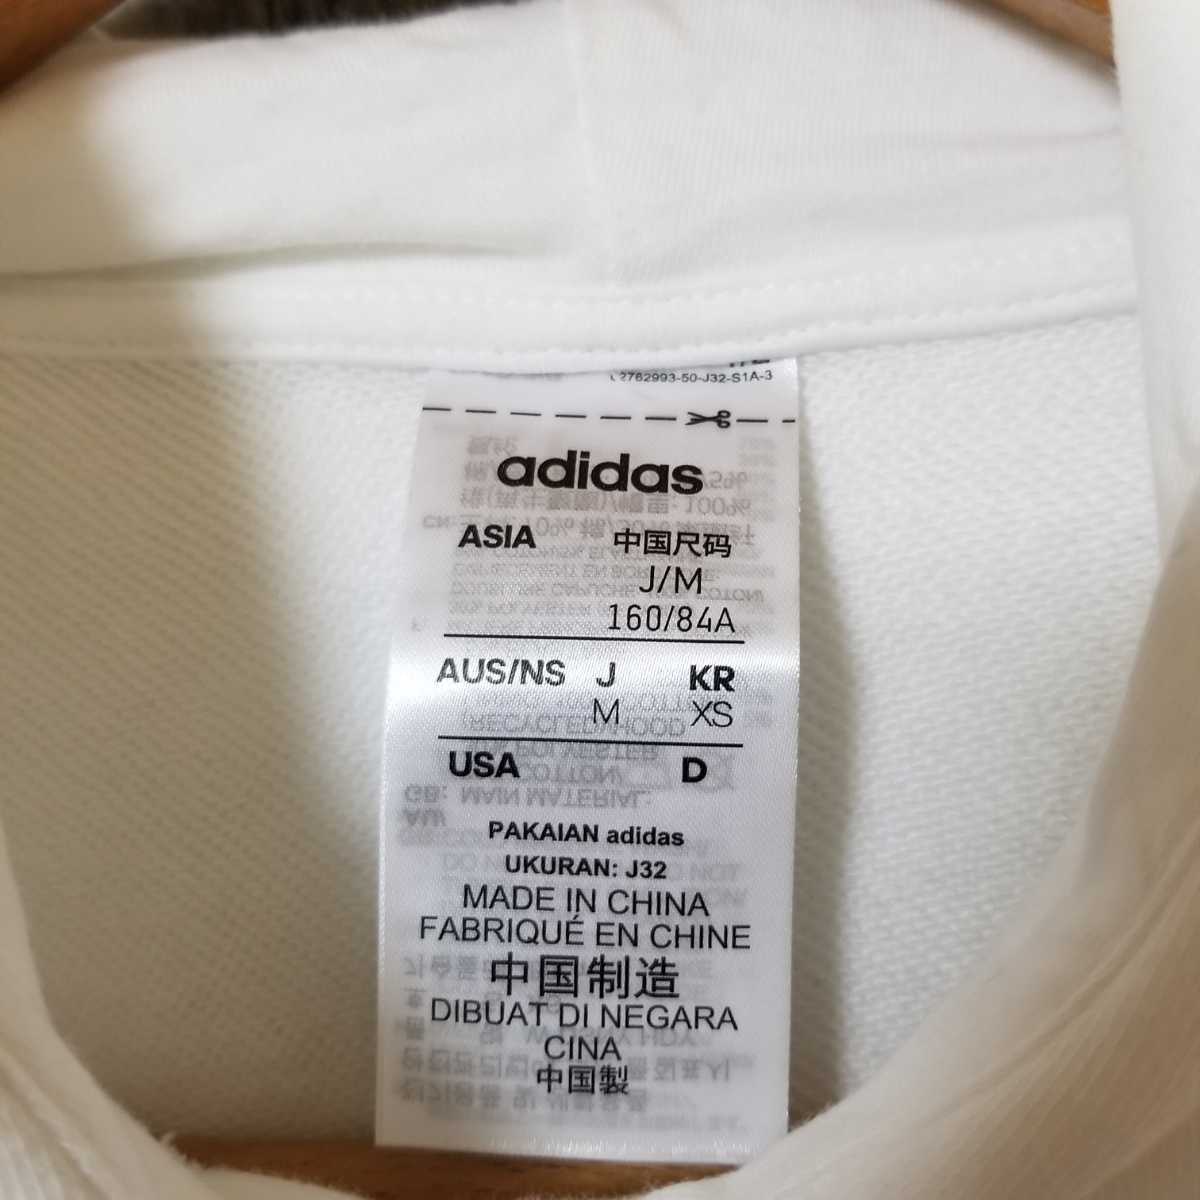 2762993-50-J32-S1A-3
adidas
ASIA 中国尺码
J/M
160/84A
AUS/NS J KR
M XS
USA D
PAKAIAN adidas
UKURAN: J32
MADE IN CHINA
FABRIQUÉ EN CHINE
中国制造
DIBUAT DI NEGARA
CINA
中国製